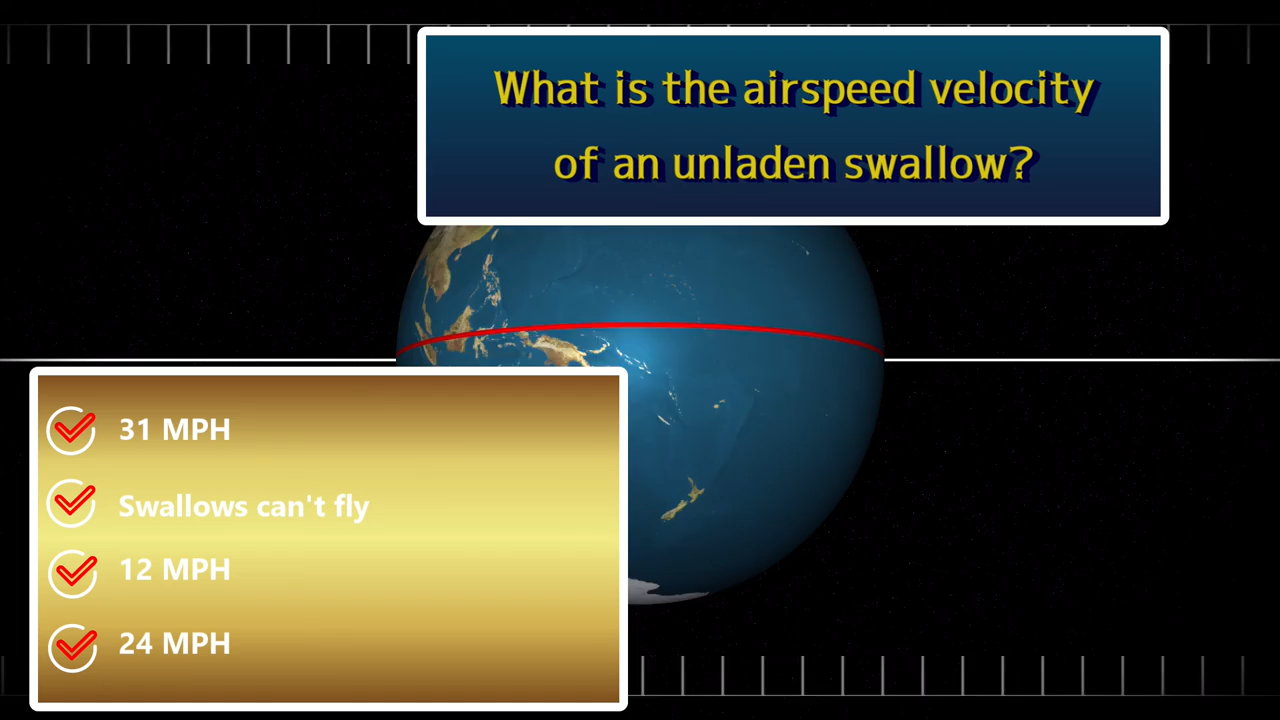 What is the airspeed velocity
of an unladen swallow?
31 MPH
Swallows can't fly
12 MPH
24 MPH